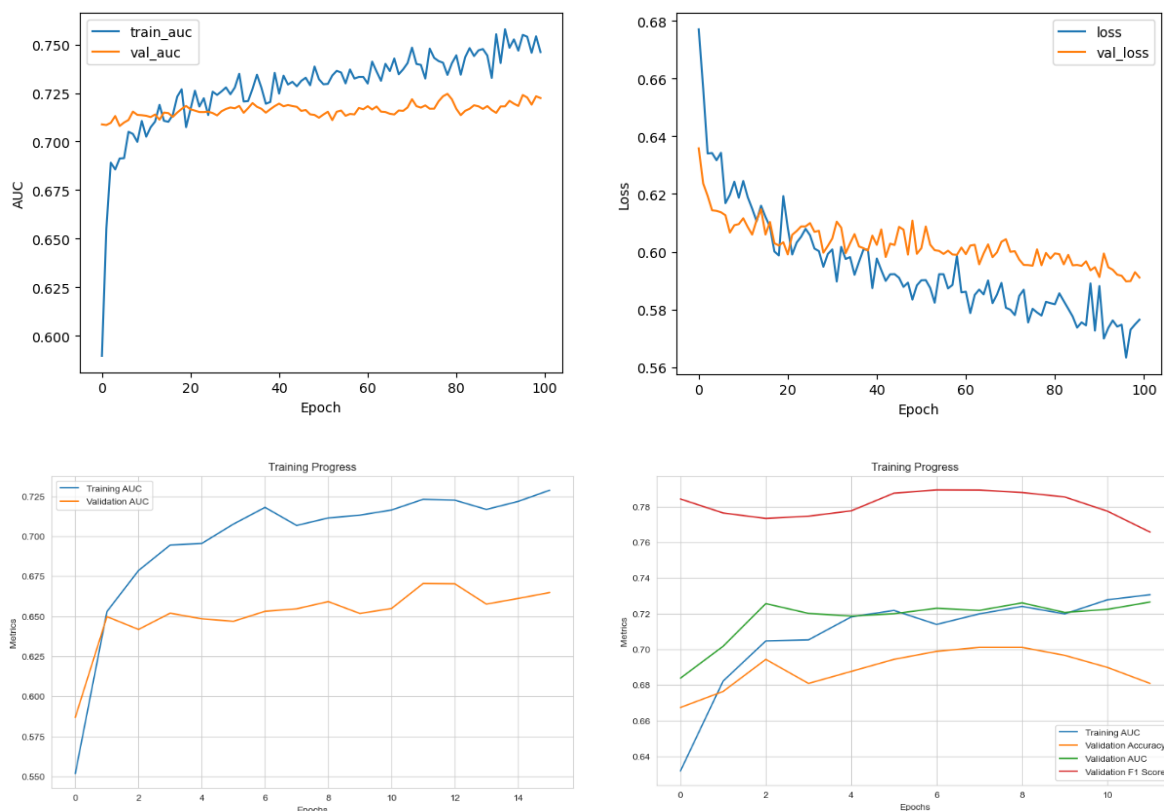 train_auc
val_auc
0.750
0.725
0.700
0.675
0.650
0.625
0.600
AUC
0 20 40 60 80 100
Epoch
loss
val_loss
0.68
0.66
0.64
0.62
0.60
0.58
0.56
Loss
0 20 40 60 80 100
Epoch
Training Progress
Training AUC
Validation AUC
0.725
0.700
0.675
0.650
0.625
0.600
0.575
0.550
Metrics
0 2 4 6 8 10 12 14
Epochs
Training Progress
0.78
0.76
0.74
0.72
0.70
0.68
0.66
0.64
Metrics
Training AUC
Validation Accuracy
Validation AUC
Validation F1 Score
0 2 4 6 8 10
Epochs